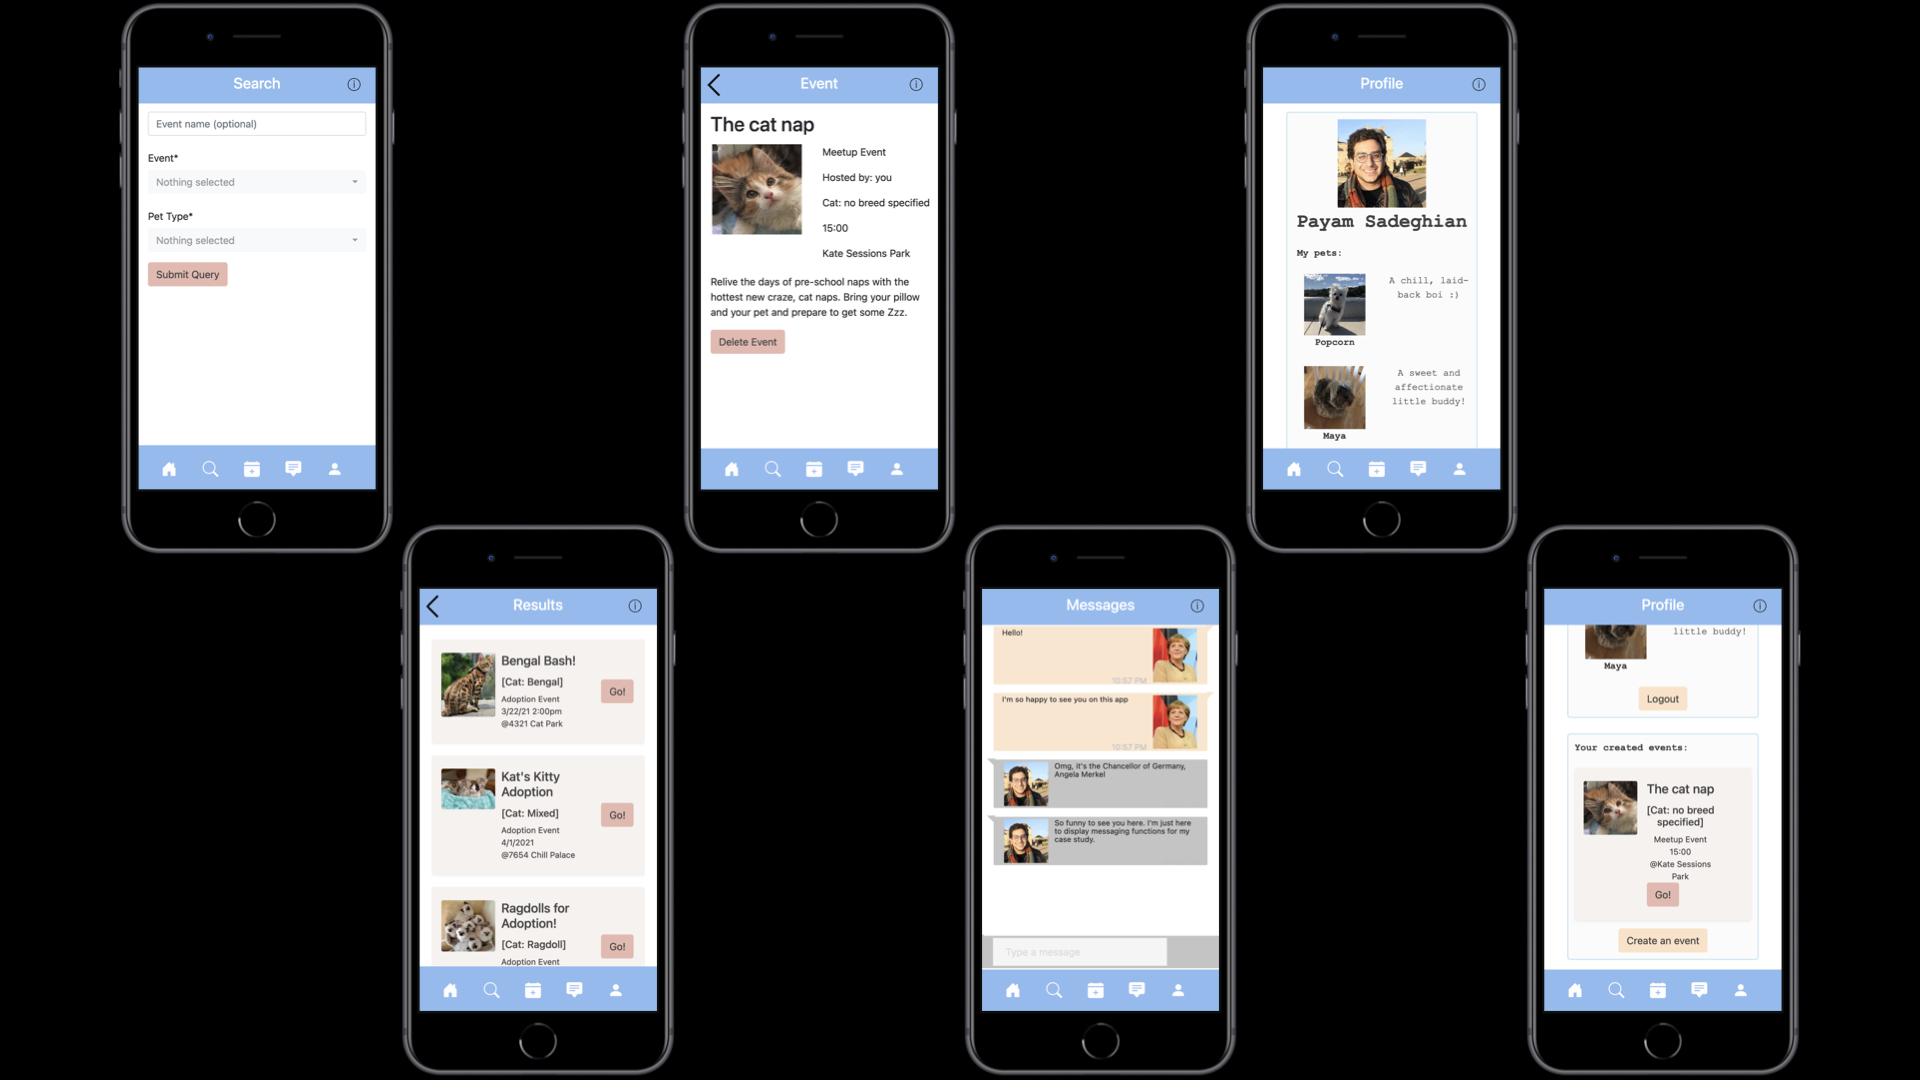 Search
Event name (optional)
Event*
Nothing selected
Pet Type*
Nothing selected
Submit Query
Event
The cat nap
Meetup Event
Hosted by: you
Cat: no breed specified
15:00
Kate Sessions Park
Relive the days of pre-school naps with the
hottest new craze, cat naps. Bring your pillow
and your pet and prepare to get some Zzz.
Delete Event
Profile
Payam Sadeghian
My pets:
A chill, laid-
back boi :)
Popcorn
A sweet and
affectionate
little buddy!
Maya
Results
Bengal Bash!
[Cat: Bengal]
Adoption Event
3/22/21 2:00pm
@4321 Cat Park
Go!
Kat's Kitty
Adoption
[Cat: Mixed]
Adoption Event
4/1/2021
@7654 Chill Palace
Go!
Ragdolls for
Adoption!
[Cat: Ragdoll]
Adoption Event
Go!
Messages
Hello!
10:57 PM
I'm so happy to see you on this app
10:57 PM
Omg, it's the Chancellor of Germany,
Angela Merkel
So funny to see you here. I'm just here
to display messaging functions for my
case study.
Type a message
Profile
little buddy!
Maya
Logout
Your created events:
The cat nap
[Cat: no breed
specified]
Meetup Event
15:00
@Kate Sessions
Park
Go!
Create an event